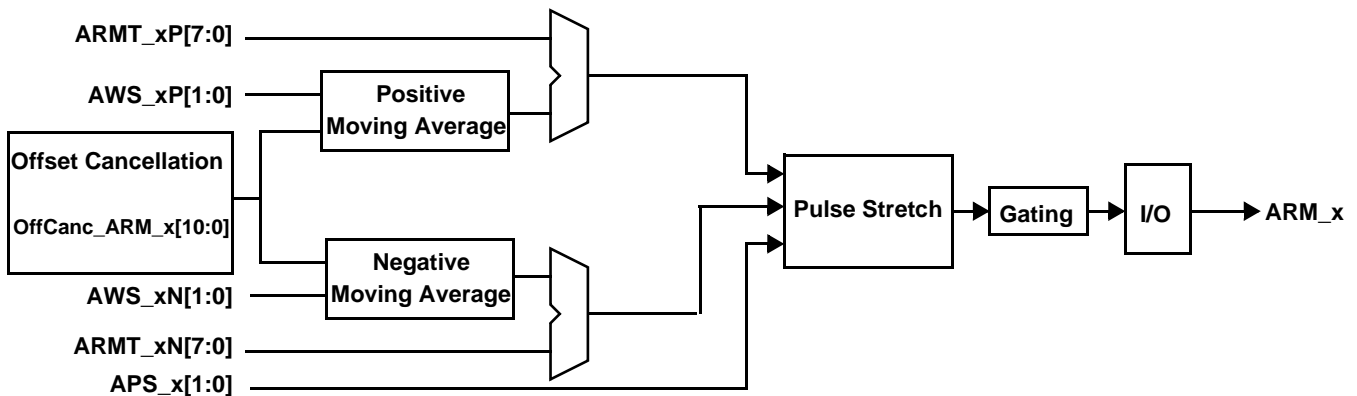 ARMT_xP[7:0]
AWS_xP[1:0]
Positive
Moving Average
Offset Cancellation
OffCanc_ARM_x[10:0]
Pulse Stretch
Gating
I/O
ARM_x
Negative
Moving Average
AWS_xN[1:0]
ARMT_xN[7:0]
APS_x[1:0]